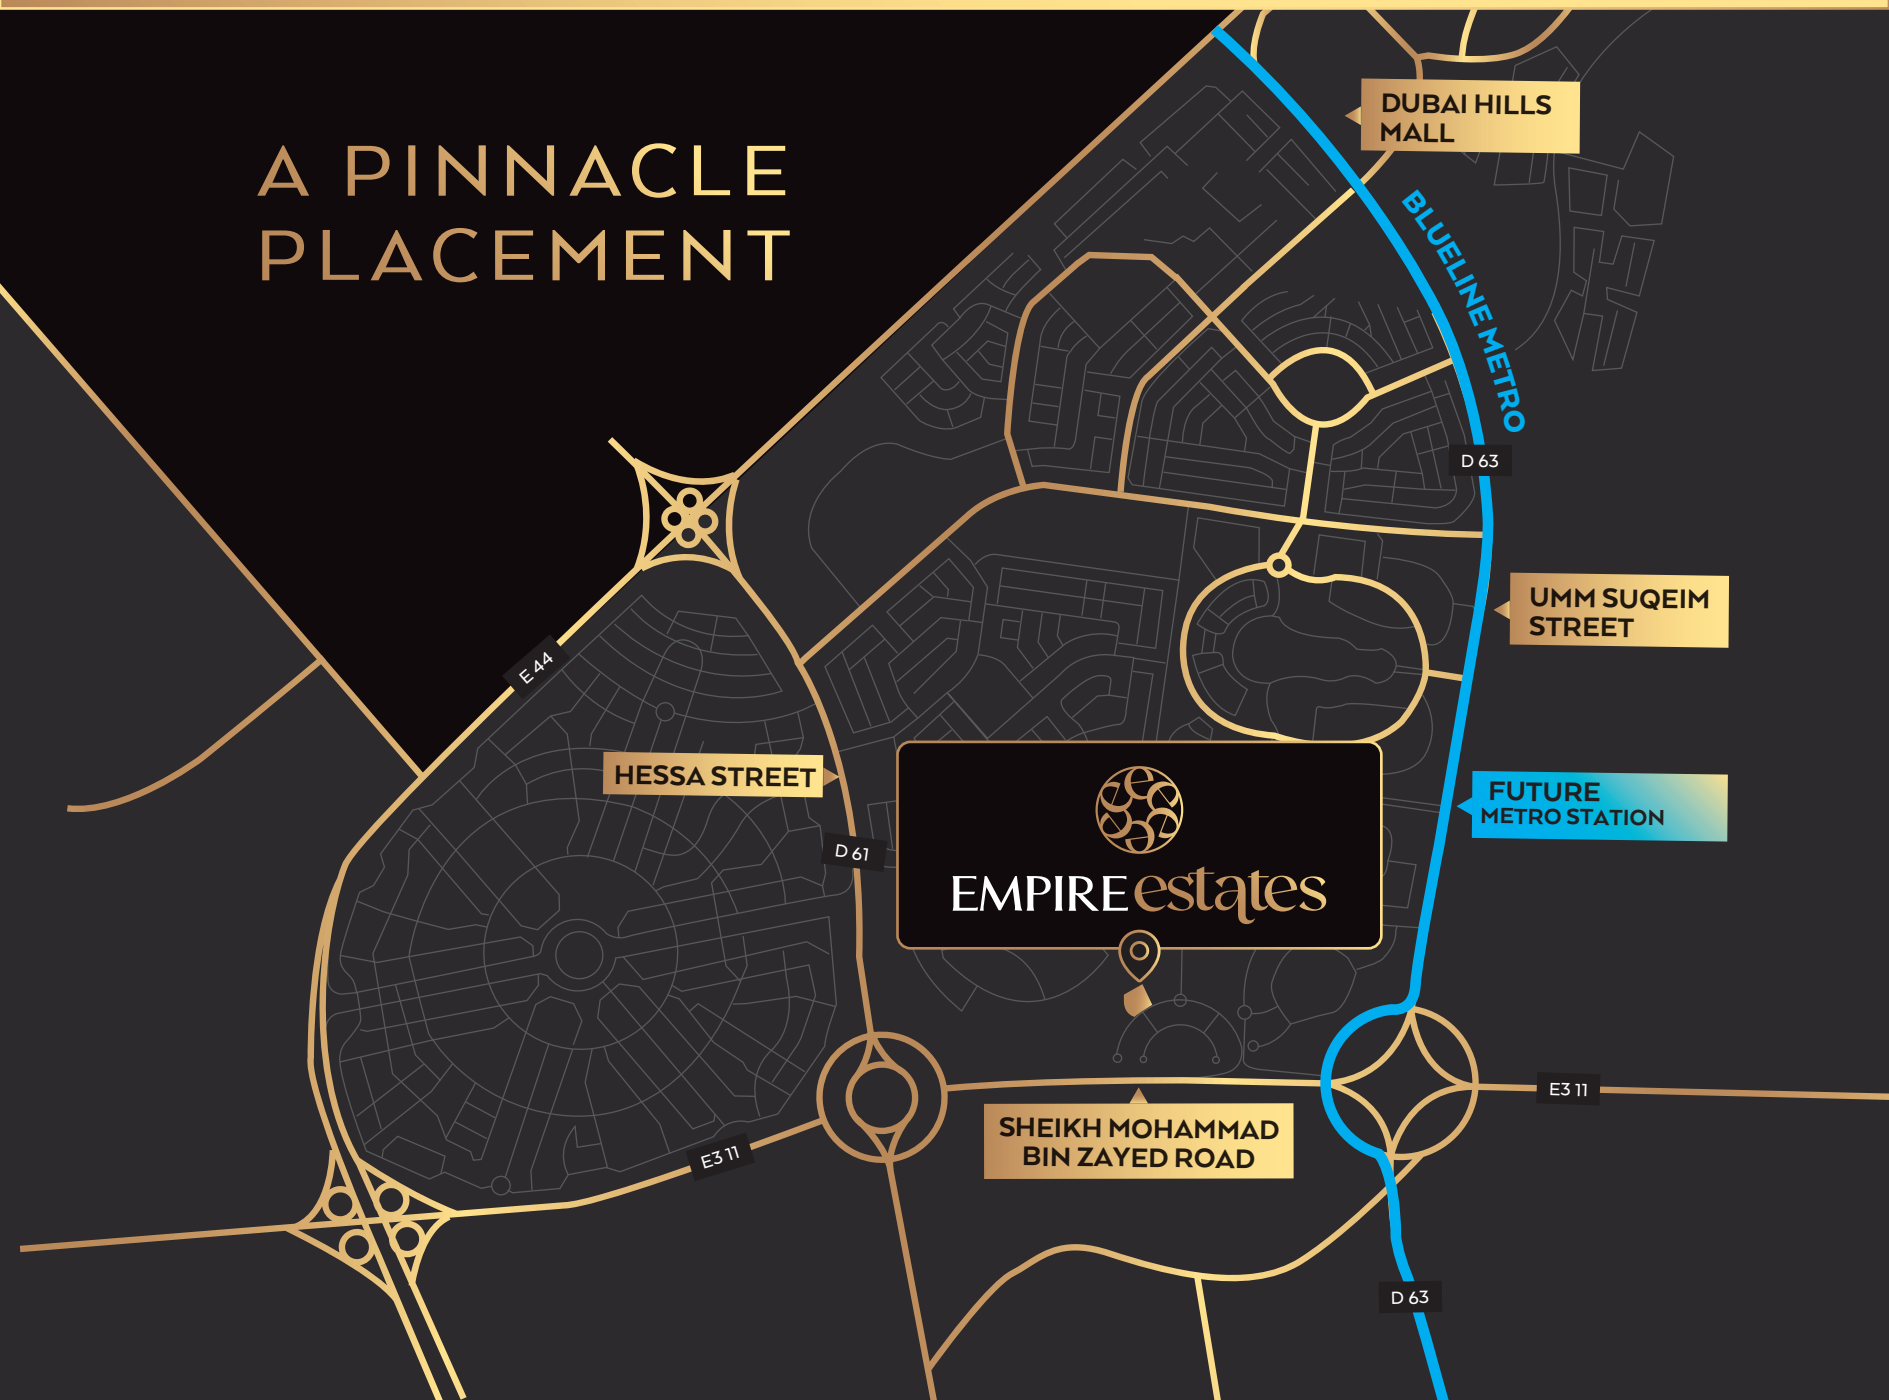 A PINNACLE
PLACEMENT
DUBAI HILLS
MALL
BLUELINE METRO
D 63
UMM SUQEIM
STREET
E 44
HESSA STREET
FUTURE
METRO STATION
D 61
EMPIRE estates
E3 11
SHEIKH MOHAMMAD
BIN ZAYED ROAD
E3 11
D 63